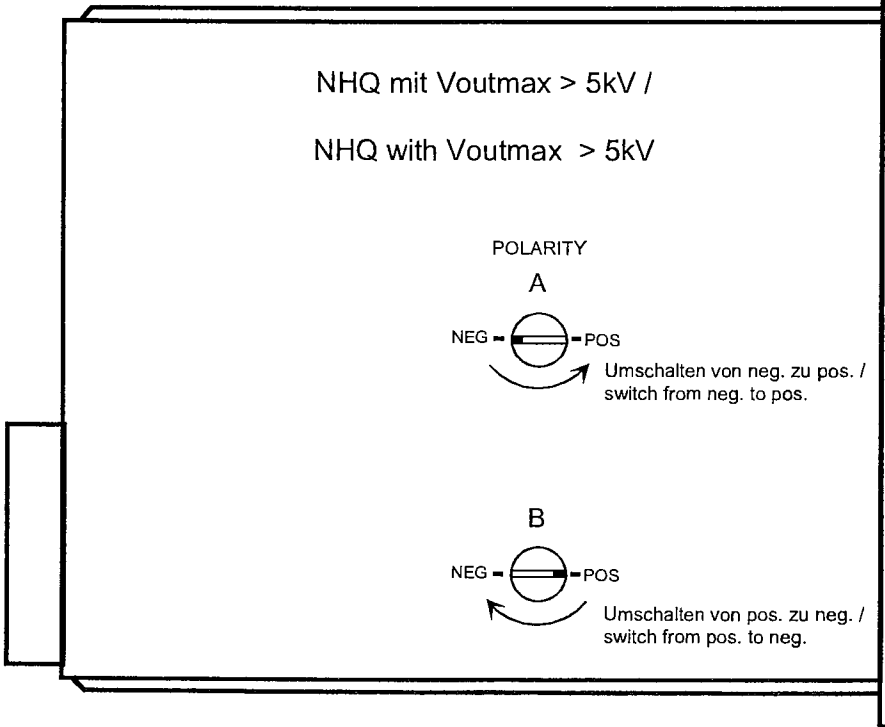 NHQ mit Voutmax > 5kV /
NHQ with Voutmax > 5kV
POLARITY
A
NEG
POS
Umschalten von neg. zu pos. /
switch from neg. to pos.
B
NEG
POS
Umschalten von pos. zu neg. /
switch from pos. to neg.